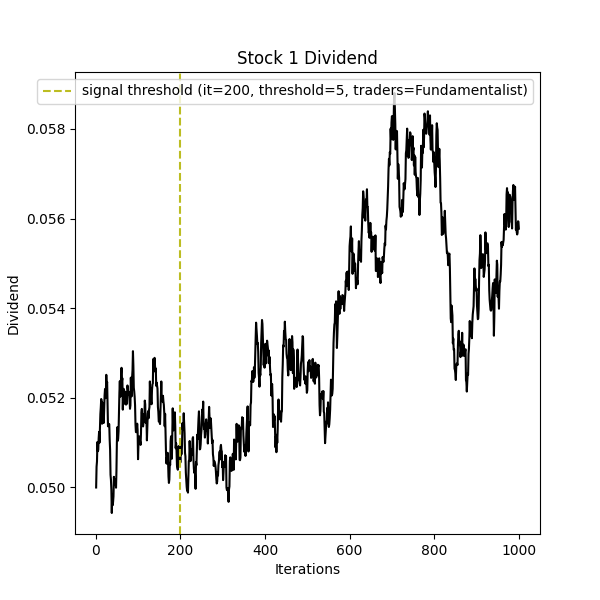 Stock 1 Dividend
signal threshold (it=200, threshold=5, traders=Fundamentalist)
0.058
0.056
0.054
0.052
0.050
Dividend
0 200 400 600 800 1000
Iterations